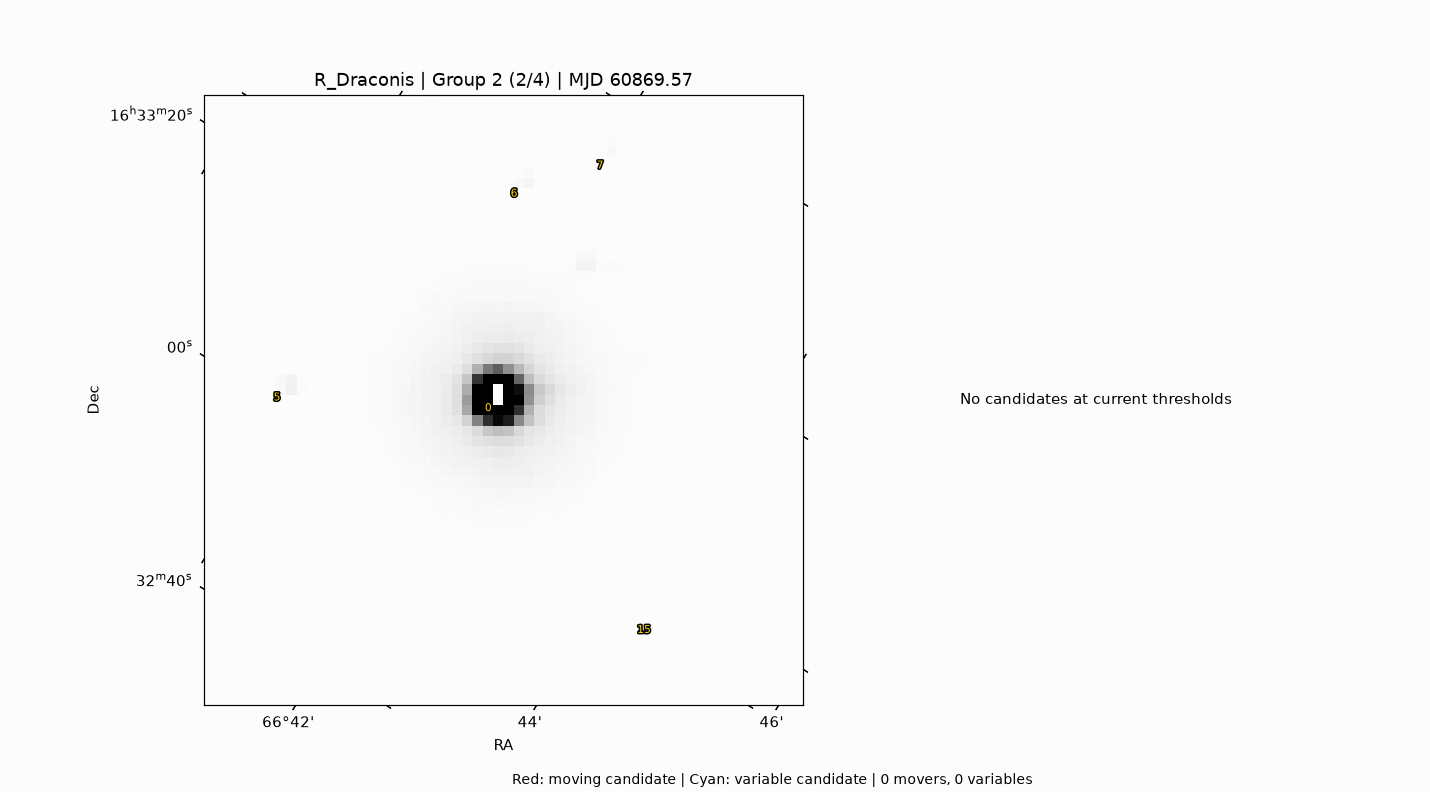 R_Draconis | Group 2 (2/4) | MJD 60869.57
16ʰ33ᵐ20ˢ
7
6
00ˢ
5
0
Dec
No candidates at current thresholds
32ᵐ40ˢ
15
66°42' 44' 46'
RA
Red: moving candidate | Cyan: variable candidate | 0 movers, 0 variables